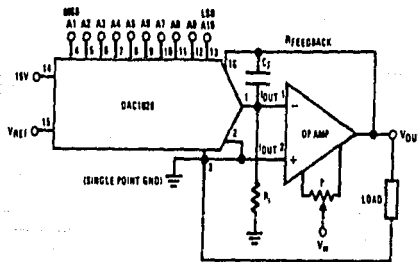 MSB LSB
A1 A2 A3 A4 A5 A6 A7 A8 A9 A10
4 5 6 7 8 9 10 11 12 13
16 RFEEDBACK
15V 14
DAC1020
CF
1 IOUT 1
OP AMP
VOUT
VREF 15
2 IOUT 2
3
(SINGLE POINT GND)
P
LOAD